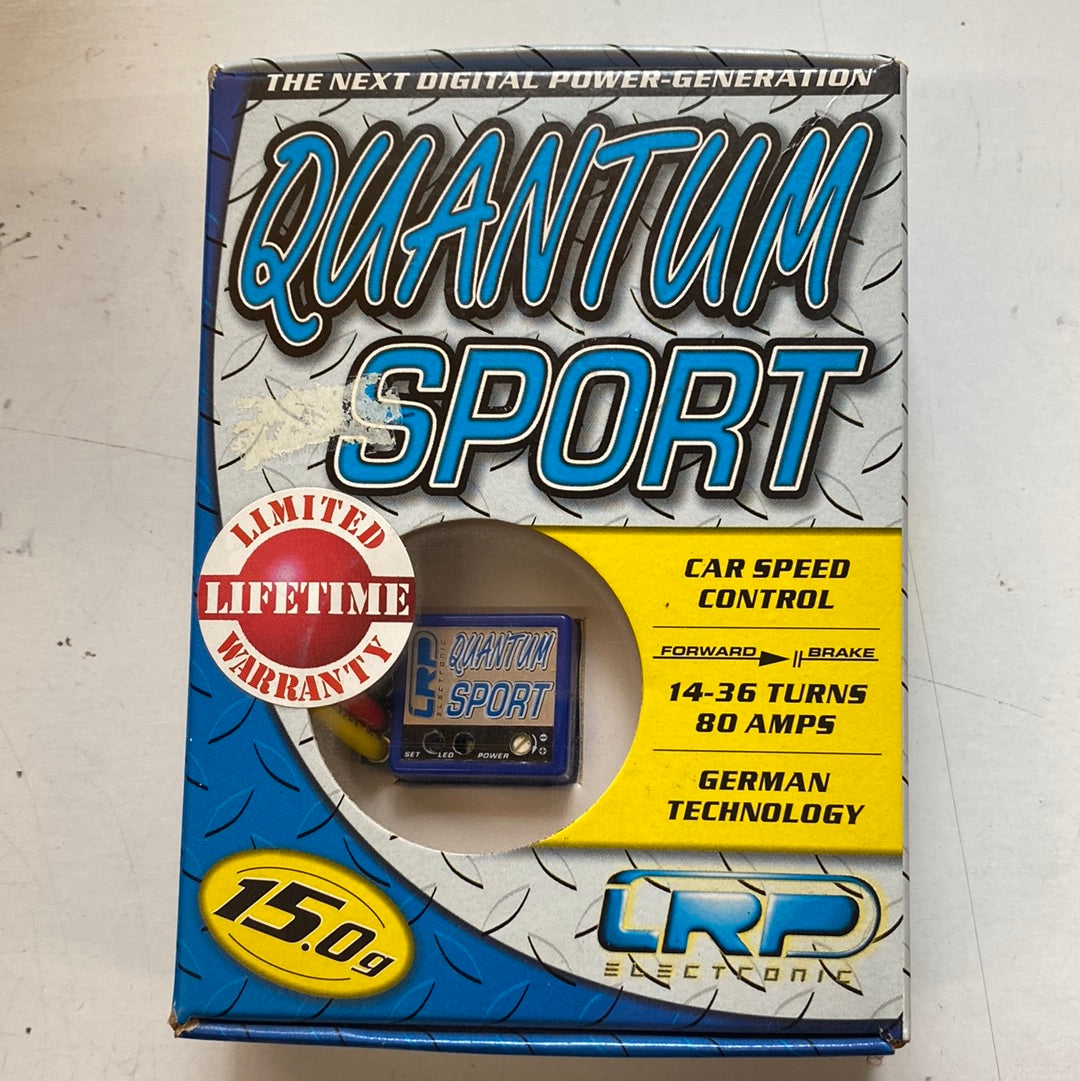 THE NEXT DIGITAL POWER-GENERATION
QUANTUM
SPORT
LIMITED
LIFETIME
WARRANTY
CAR SPEED
CONTROL
FORWARD BRAKE
14-36 TURNS
80 AMPS
GERMAN
TECHNOLOGY
LRP
ELECTRONIC
QUANTUM
SPORT
SET LED POWER - +
15.0g
LRP
ELECTRONIC